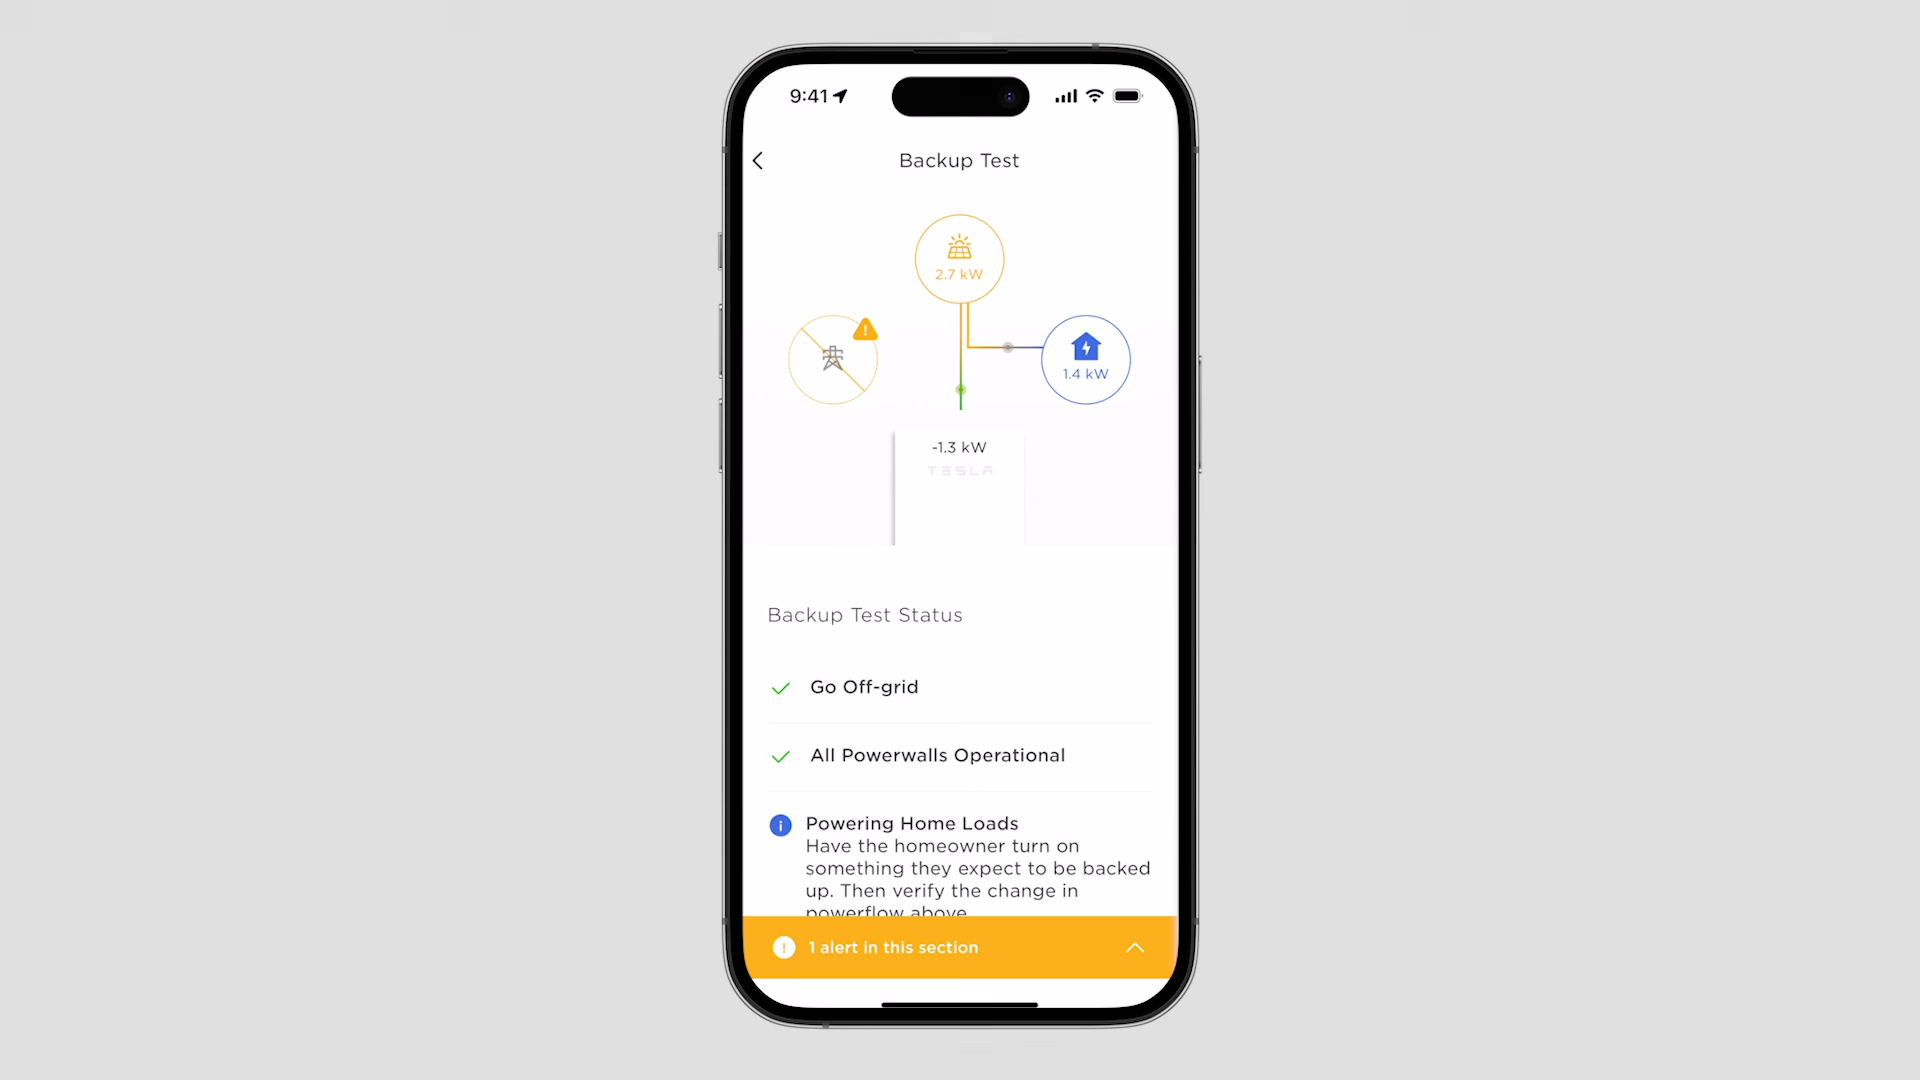 9:41
Backup Test
2.7 kW
1.4 kW
-1.3 kW
TESLA
Backup Test Status
Go Off-grid
All Powerwalls Operational
Powering Home Loads
Have the homeowner turn on
something they expect to be backed
up. Then verify the change in
powerflow above.
1 alert in this section